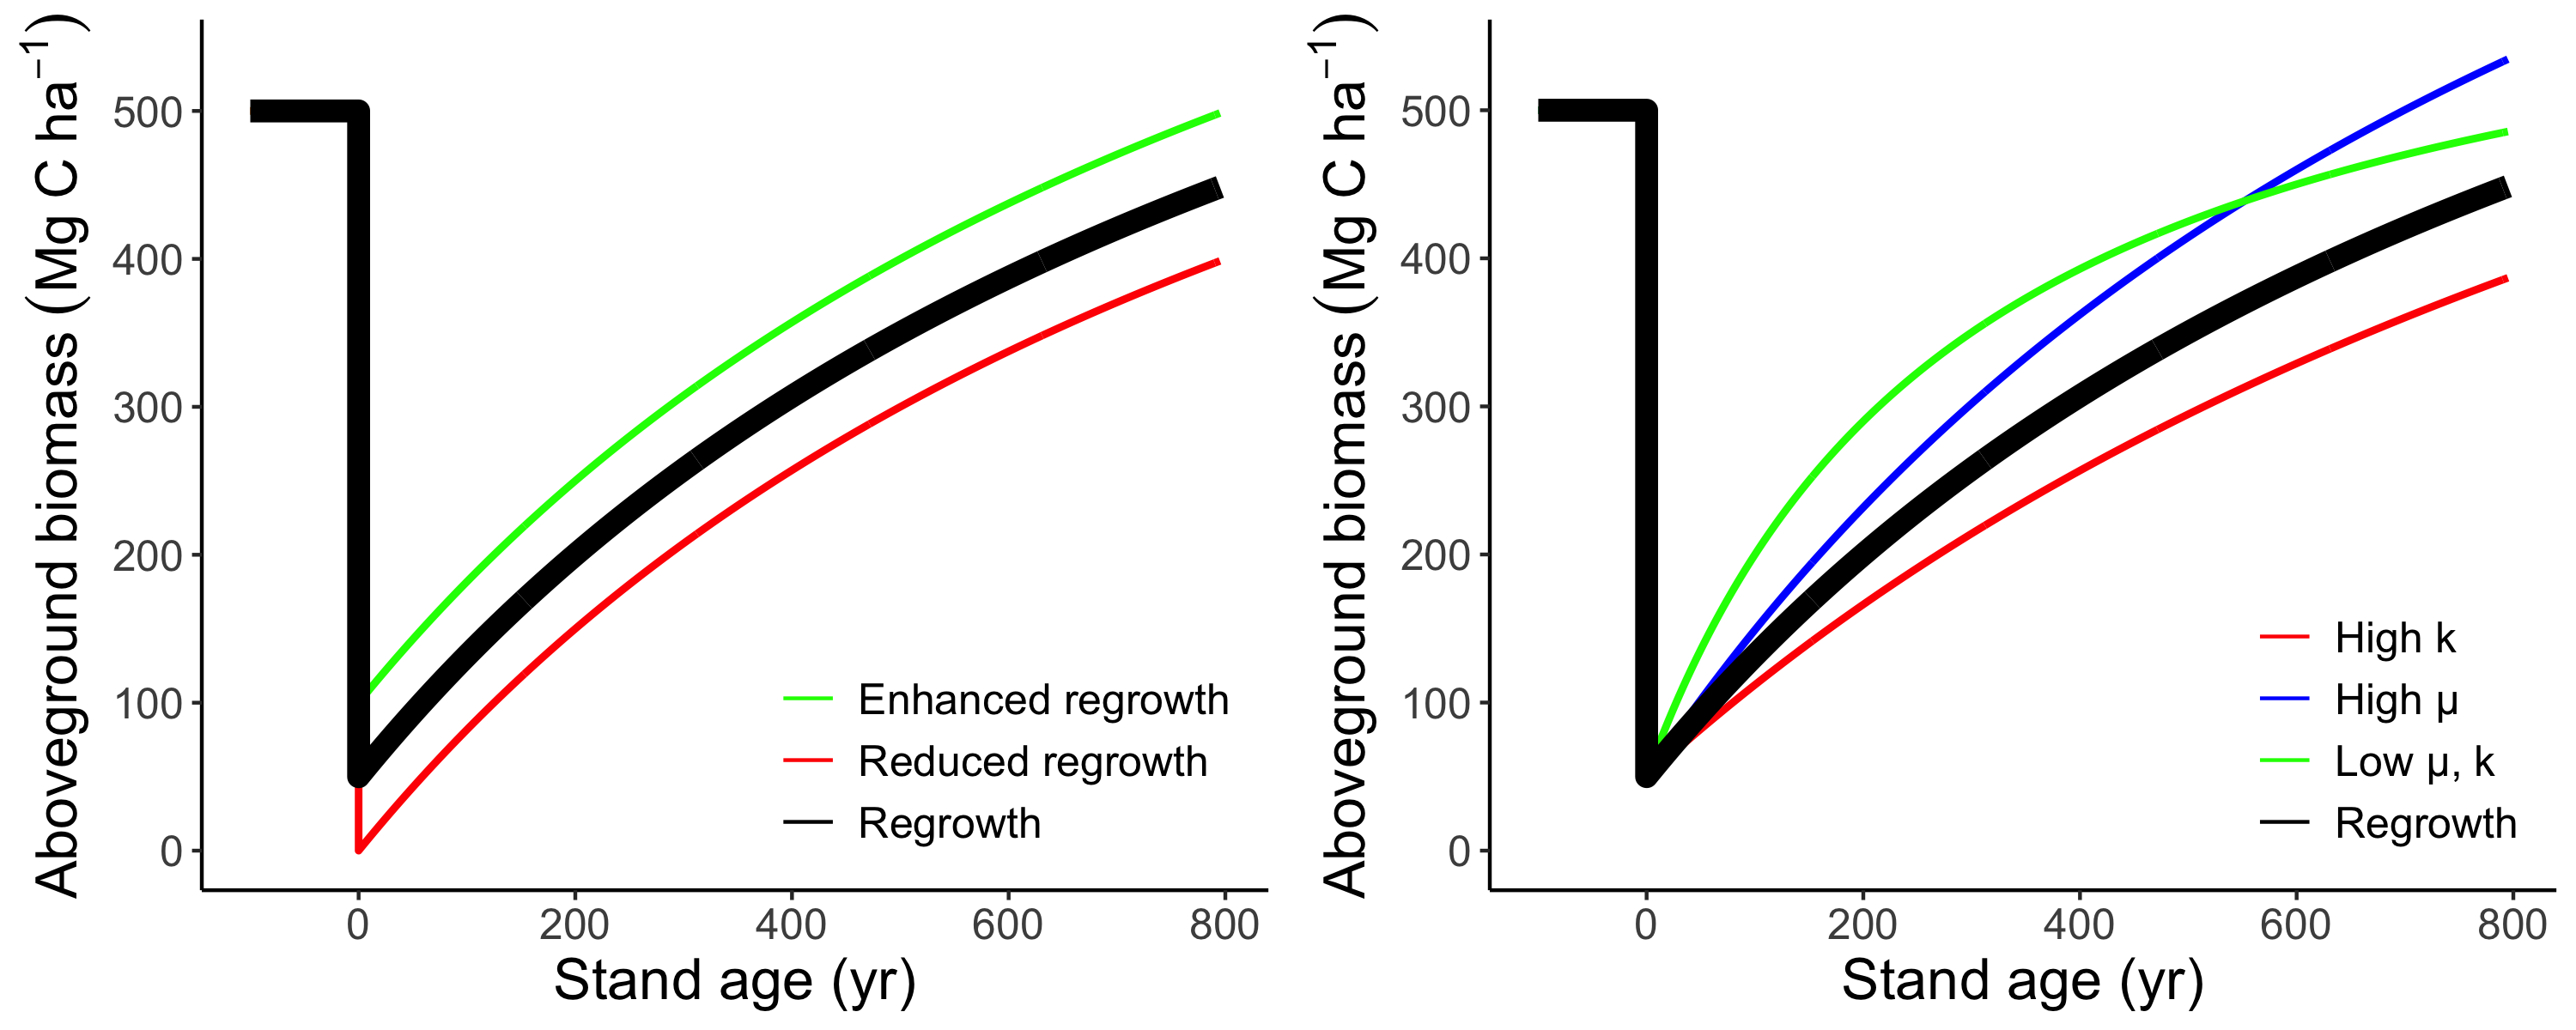 Aboveground biomass (Mg C ha⁻¹)
500
400
300
200
100
0
0 200 400 600 800
Stand age (yr)
Enhanced regrowth
Reduced regrowth
Regrowth
Aboveground biomass (Mg C ha⁻¹)
500
400
300
200
100
0
0 200 400 600 800
Stand age (yr)
High k
High μ
Low μ, k
Regrowth